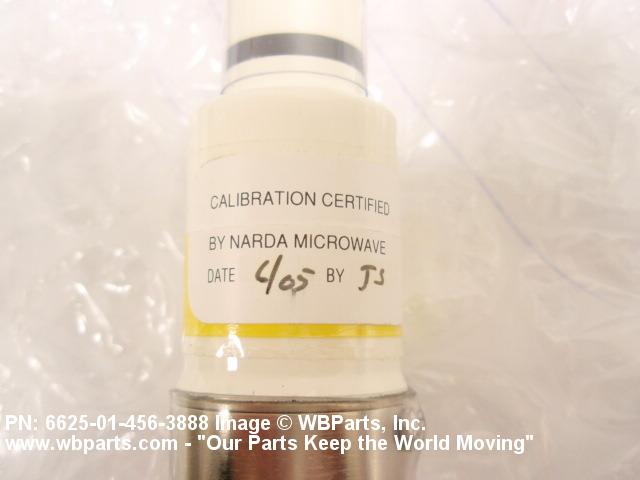 CALIBRATION CERTIFIED
BY NARDA MICROWAVE
DATE 6/05 BY JS
PN: 6625-01-456-3888 Image © WBParts, Inc.
www.wbparts.com - "Our Parts Keep the World Moving"